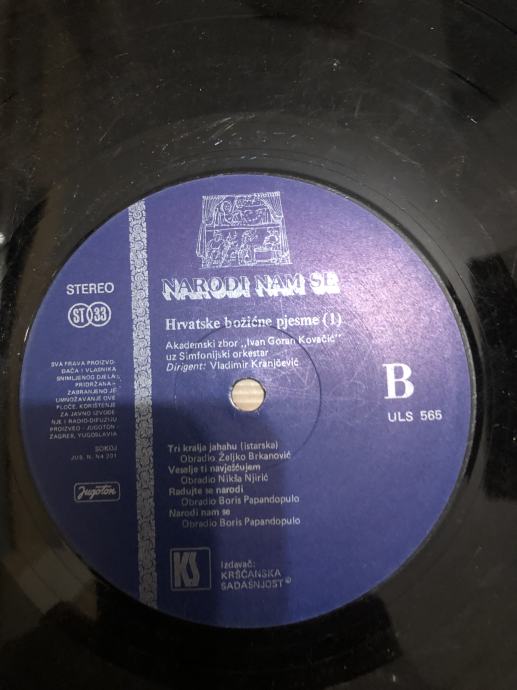 NARODI NAM SE
Hrvatske božićne pjesme (1)
Akademski zbor „Ivan Goran Kovačić"
uz Simfonijski orkestar
Dirigent: Vladimir Kranjčević
STEREO
ST 33
SVA PRAVA PROIZVO-
ĐAČA I VLASNIKA
SNIMLJENOG DJELA
PRIDRŽANA.
ZABRANJENO JE
UMNOŽAVANJE OVE
PLOČE, KORIŠTENJE
ZA JAVNO IZVOĐE
NJE I RADIO-DIFUZIJU
PROIZVEO - JUGOTON -
ZAGREB, YUGOSLAVIA
SOKOJ
JUS. N. N4 201
Jugoton
B
ULS 565
Tri kralja jahahu (istarska)
Obradio Željko Brkanović
Veselje ti navješćujem
Obradio Nikša Njirić
Radujte se narodi
Obradio Boris Papandopulo
Narodi nam se
Obradio Boris Papandopulo
KS
Izdavač:
KRŠĆANSKA
SADAŠNJOST©